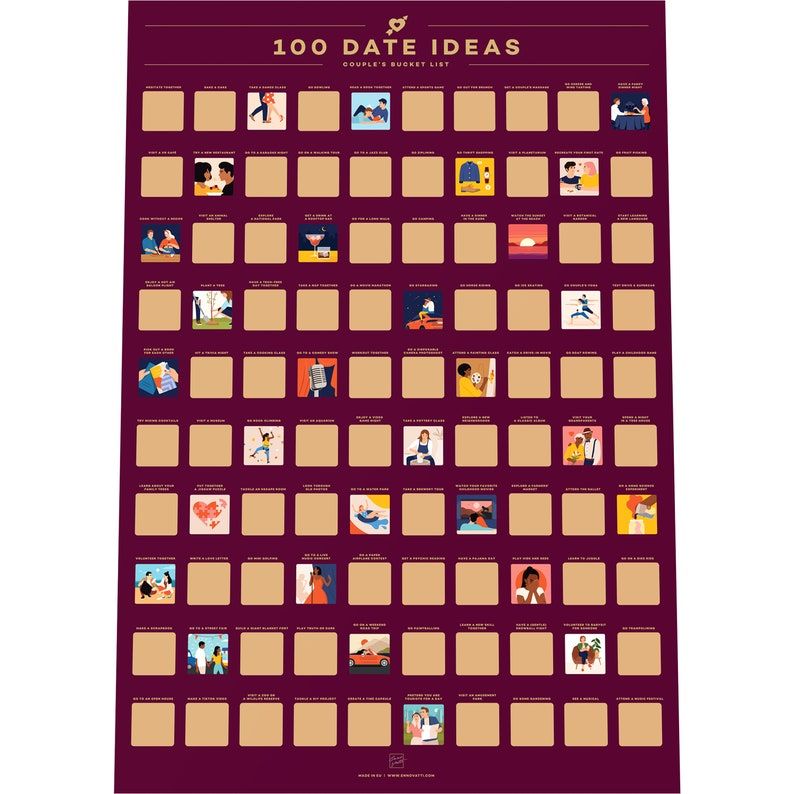 100 DATE IDEAS
COUPLE'S BUCKET LIST
MEDITATE TOGETHER
BAKE A CAKE
TAKE A DANCE CLASS
GO BOWLING
READ A BOOK TOGETHER
ATTEND A SPORTS GAME
GO OUT FOR BRUNCH
GET A COUPLE'S MASSAGE
GO CHEESE AND
WINE TASTING
HAVE A FANCY
DINNER NIGHT
VISIT A VR CAFÉ
TRY A NEW RESTAURANT
GO TO A KARAOKE NIGHT
GO ON A WALKING TOUR
GO TO A JAZZ CLUB
GO ZIPLINING
GO THRIFT SHOPPING
VISIT A PLANETARIUM
RECREATE YOUR FIRST DATE
GO FRUIT PICKING
COOK WITHOUT A RECIPE
VISIT AN ANIMAL
SHELTER
EXPLORE
A NATIONAL PARK
GET A DRINK AT
A ROOFTOP BAR
GO FOR A LONG WALK
GO CAMPING
HAVE A DINNER
IN THE DARK
WATCH THE SUNSET
AT THE BEACH
VISIT A BOTANICAL
GARDEN
START LEARNING
A NEW LANGUAGE
ENJOY A HOT AIR
BALLOON FLIGHT
PLANT A TREE
HAVE A TECH-FREE
DAY TOGETHER
TAKE A NAP TOGETHER
DO A MOVIE MARATHON
GO STARGAZING
GO HORSE RIDING
GO ICE SKATING
DO COUPLE'S YOGA
TEST DRIVE A SUPERCAR
PICK OUT A BOOK
FOR EACH OTHER
HIT A TRIVIA NIGHT
TAKE A COOKING CLASS
GO TO A COMEDY SHOW
WORKOUT TOGETHER
DO A DISPOSABLE
CAMERA PHOTOSHOOT
ATTEND A PAINTING CLASS
CATCH A DRIVE-IN MOVIE
GO BOAT ROWING
PLAY A CHILDHOOD GAME
TRY MIXING COCKTAILS
VISIT A MUSEUM
GO ROCK CLIMBING
VISIT AN AQUARIUM
ENJOY A VIDEO
GAME NIGHT
TAKE A POTTERY CLASS
EXPLORE A NEW
NEIGHBORHOOD
LISTEN TO
A CLASSIC ALBUM
VISIT YOUR
GRANDPARENTS
SPEND A NIGHT
IN A TREE HOUSE
LEARN ABOUT YOUR
FAMILY TREES
PUT TOGETHER
A JIGSAW PUZZLE
TACKLE AN ESCAPE ROOM
LOOK THROUGH
OLD PHOTOS
GO TO A WATER PARK
TAKE A BREWERY TOUR
WATCH YOUR FAVORITE
CHILDHOOD MOVIES
EXPLORE A FARMERS'
MARKET
ATTEND THE BALLET
DO A HOME SCIENCE
EXPERIMENT
VOLUNTEER TOGETHER
WRITE A LOVE LETTER
GO MINI GOLFING
GO TO A LIVE
MUSIC CONCERT
DO A PAPER
AIRPLANE CONTEST
GET A PSYCHIC READING
HAVE A PAJAMA DAY
PLAY HIDE AND SEEK
LEARN TO JUGGLE
GO ON A BIKE RIDE
MAKE A SCRAPBOOK
GO TO A STREET FAIR
BUILD A GIANT BLANKET FORT
PLAY TRUTH OR DARE
GO ON A WEEKEND
ROAD TRIP
GO PAINTBALLING
LEARN A NEW SKILL
TOGETHER
HAVE A (GENTLE)
SNOWBALL FIGHT
VOLUNTEER TO BABYSIT
FOR SOMEONE
GO TRAMPOLINING
GO TO AN OPEN HOUSE
MAKE A TIKTOK VIDEO
VISIT A ZOO OR
A WILDLIFE RESERVE
TACKLE A DIY PROJECT
CREATE A TIME CAPSULE
PRETEND YOU ARE
TOURISTS FOR A DAY
VISIT AN AMUSEMENT
PARK
DO SOME GARDENING
SEE A MUSICAL
ATTEND A MUSIC FESTIVAL
MADE IN EU | WWW.ENNOVATTI.COM